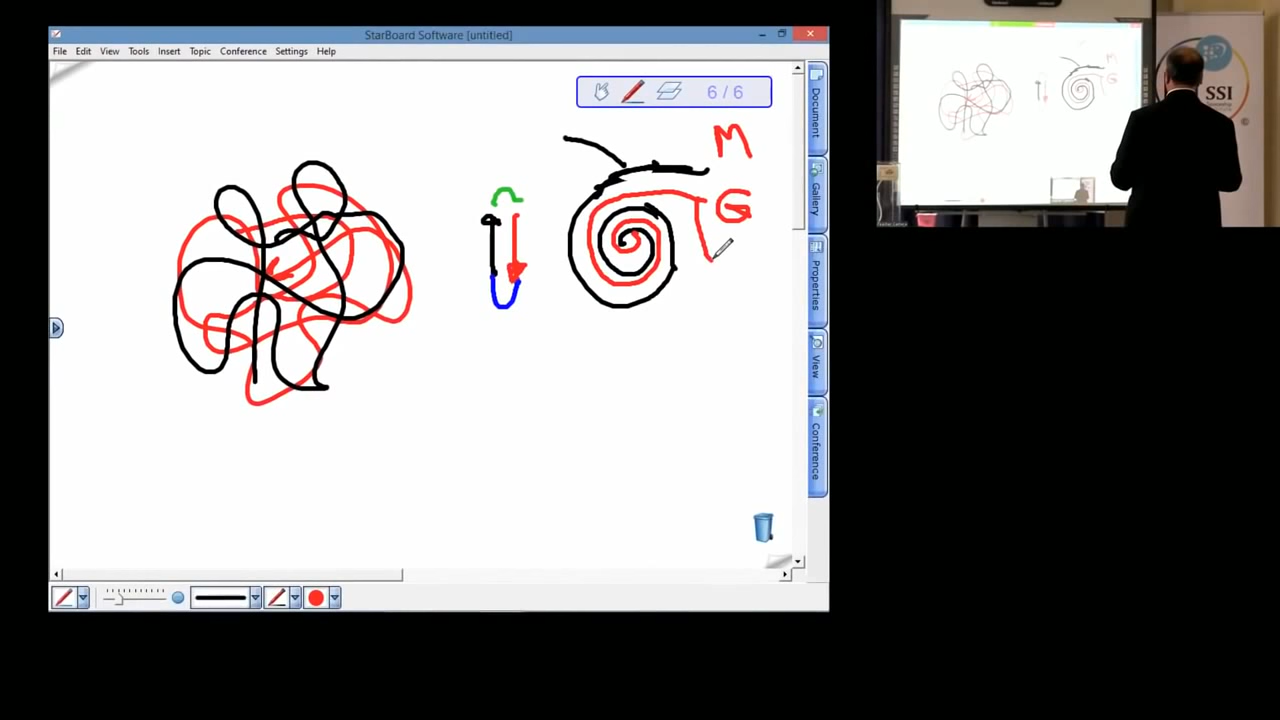 StarBoard Software [untitled]
File Edit View Tools Insert Topic Conference Settings Help
6 / 6
M
G
Document
Gallery
Properties
View
Conference
M
G
SSI